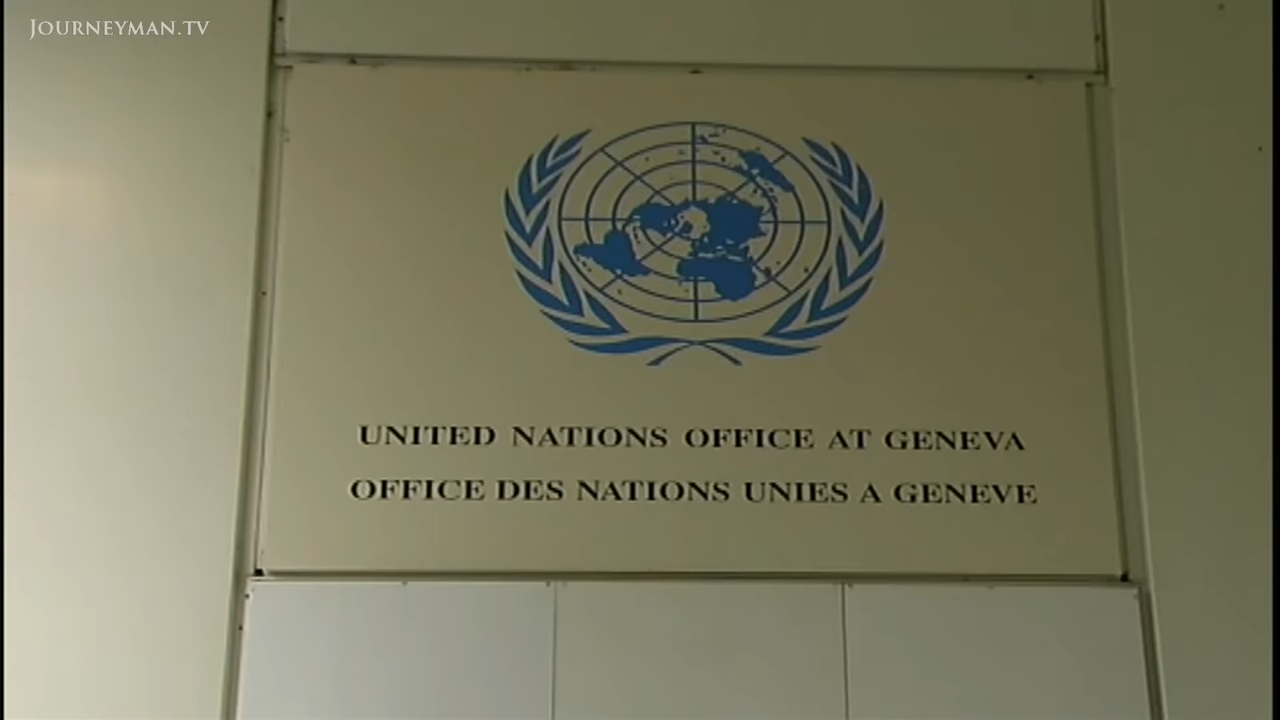 JOURNEYMAN.TV
UNITED NATIONS OFFICE AT GENEVA
OFFICE DES NATIONS UNIES A GENEVE